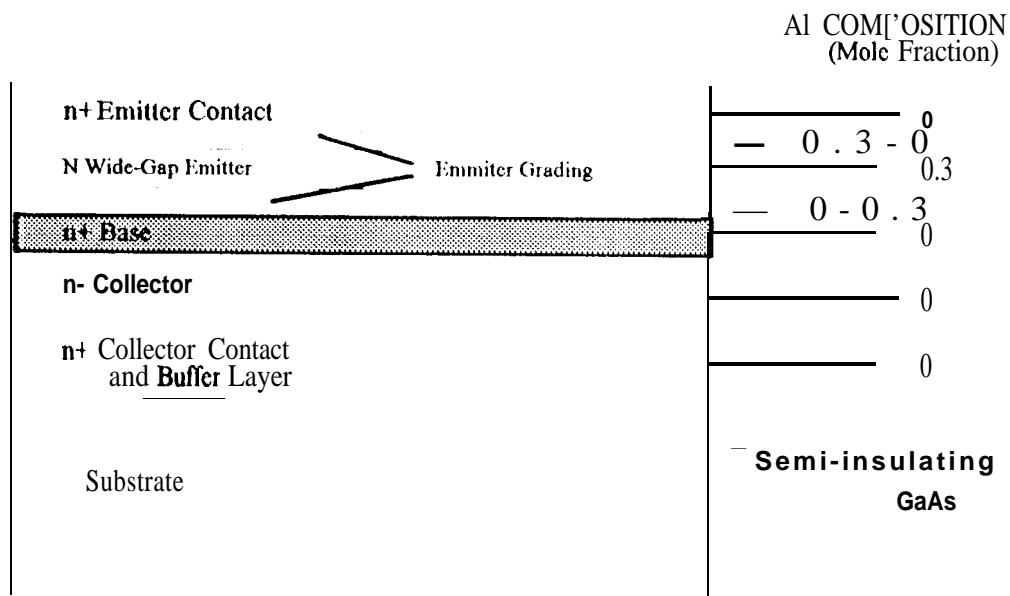 Al COM['OSITION
(Mole Fraction)
n+ Emitter Contact
0
0.3-0
N Wide-Gap Emitter
Emmiter Grading
0.3
0-0.3
n+ Base
0
n- Collector
0
n+ Collector Contact
and Buffer Layer
0
Semi-insulating
GaAs
Substrate